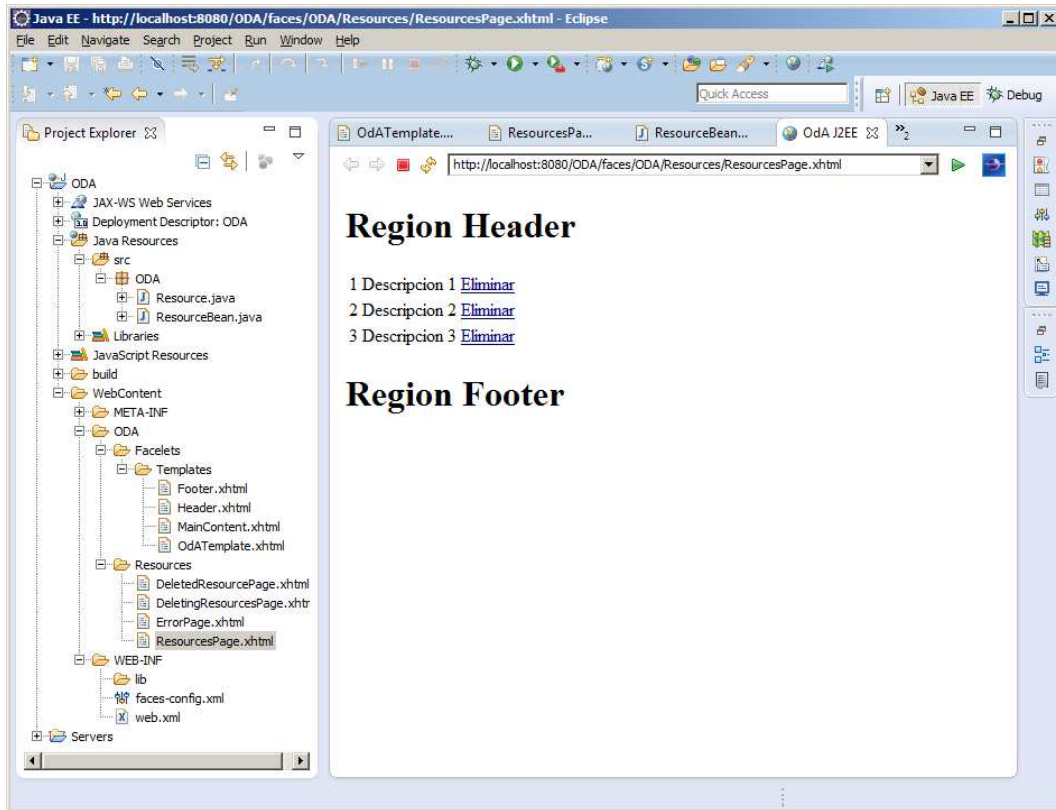 Java EE - http://localhost:8080/ODA/faces/ODA/Resources/ResourcesPage.xhtml - Eclipse
File Edit Navigate Search Project Run Window Help
Quick Access
Java EE
Debug
Project Explorer
ODA
JAX-WS Web Services
Deployment Descriptor: ODA
Java Resources
src
ODA
Resource.java
ResourceBean.java
Libraries
JavaScript Resources
build
WebContent
META-INF
ODA
Facelets
Templates
Footer.xhtml
Header.xhtml
MainContent.xhtml
OdATemplate.xhtml
Resources
DeletedResourcePage.xhtml
DeletingResourcesPage.xhtr
ErrorPage.xhtml
ResourcesPage.xhtml
WEB-INF
lib
faces-config.xml
web.xml
Servers
OdATemplate.... ResourcesPa... ResourceBean... OdA J2EE »2
http://localhost:8080/ODA/faces/ODA/Resources/ResourcesPage.xhtml
Region Header
1 Descripcion 1 Eliminar
2 Descripcion 2 Eliminar
3 Descripcion 3 Eliminar
Region Footer